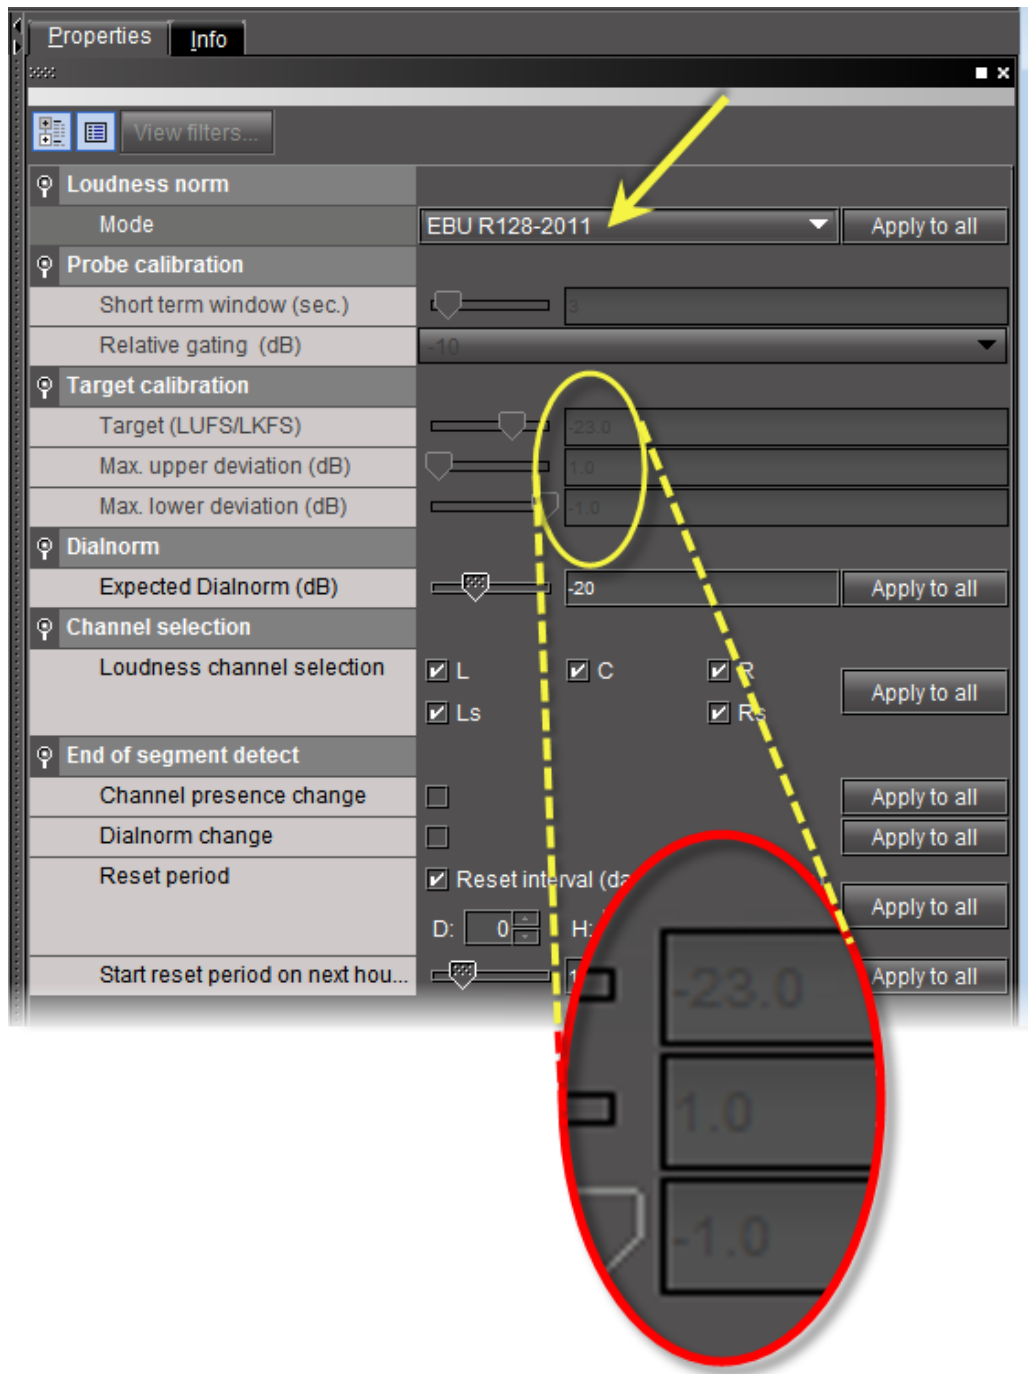 Properties Info
View filters...
Loudness norm
Mode EBU R128-2011 Apply to all
Probe calibration
Short term window (sec.) 3
Relative gating (dB) -10
Target calibration
Target (LUFS/LKFS) -23.0
Max. upper deviation (dB) 1.0
Max. lower deviation (dB) -1.0
Dialnorm
Expected Dialnorm (dB) -20 Apply to all
Channel selection
Loudness channel selection L C R Apply to all
Ls Rs
End of segment detect
Channel presence change Apply to all
Dialnorm change Apply to all
Reset period Reset interval Apply to all
D: 0 H:
Start reset period on next hou... Apply to all
-23.0
1.0
-1.0